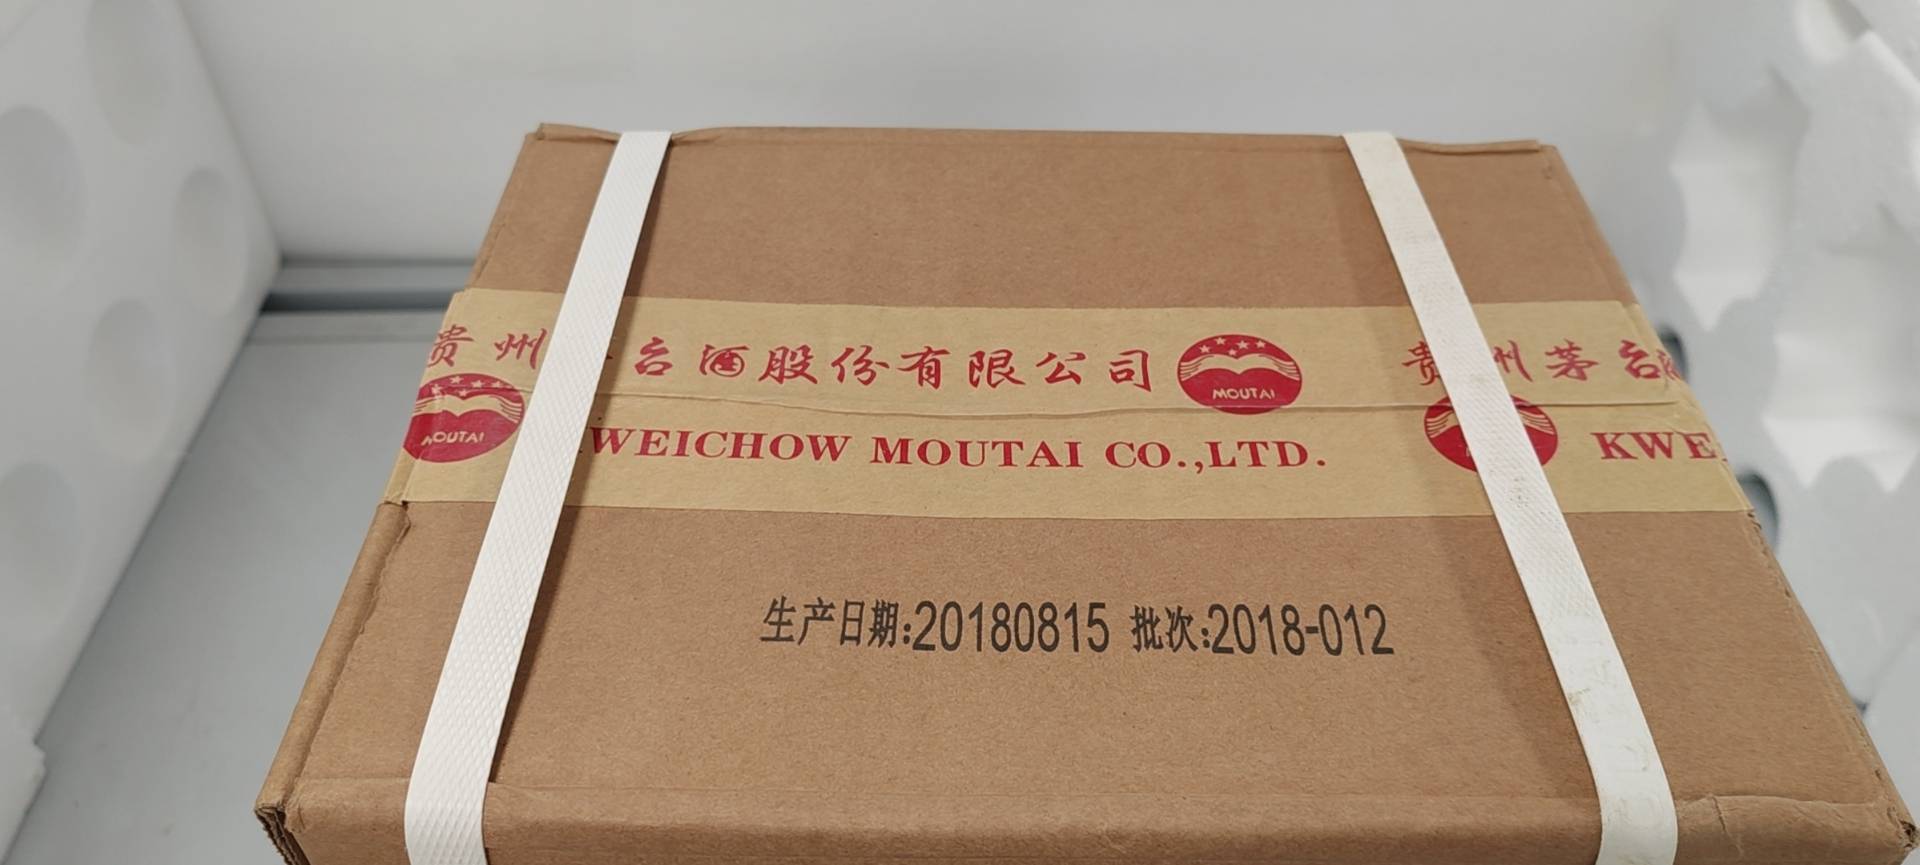 贵州 台酒股份有限公司 MOUTAI 贵州茅台
MOUTAI WEICHOW MOUTAI CO.,LTD. KWE
生产日期:20180815 批次:2018-012